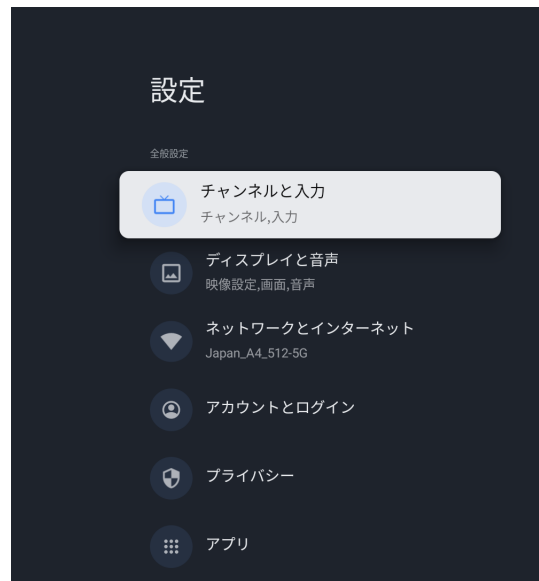 設定
全般設定
チャンネルと入力
チャンネル,入力
ディスプレイと音声
映像設定,画面,音声
ネットワークとインターネット
Japan_A4_512-5G
アカウントとログイン
プライバシー
アプリ